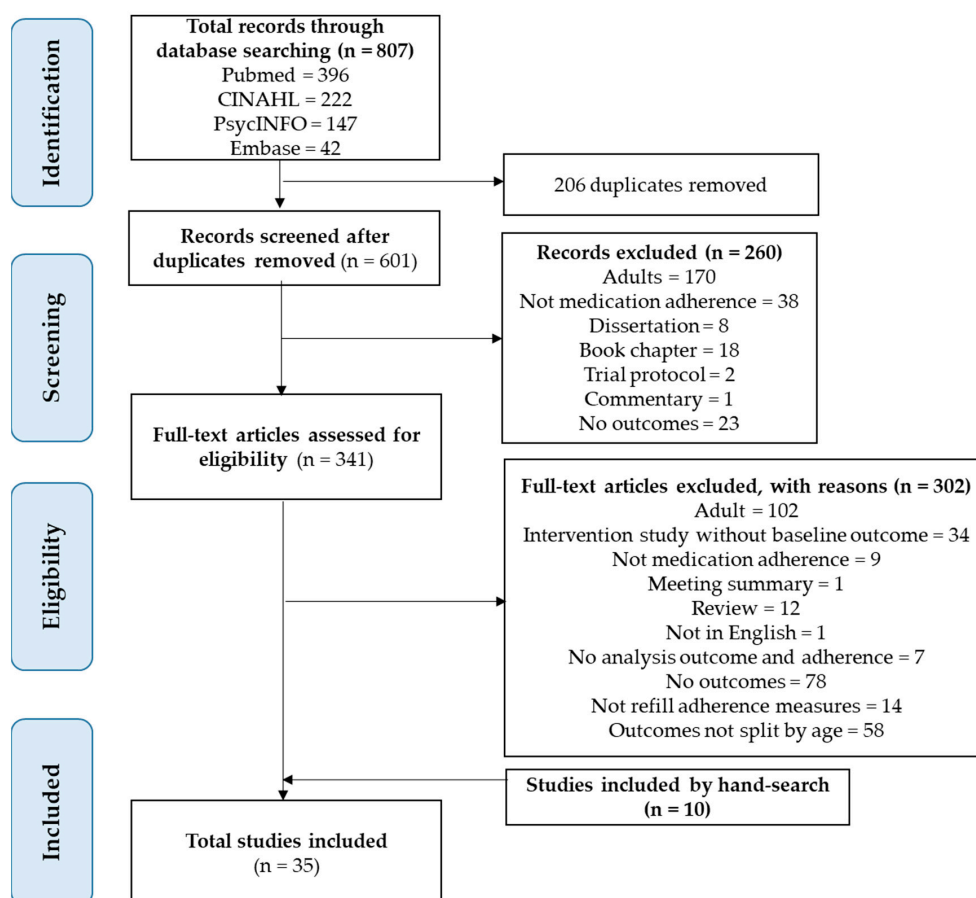 Identification
Total records through
database searching (n = 807)
Pubmed = 396
CINAHL = 222
PsycINFO = 147
Embase = 42
206 duplicates removed
Screening
Records screened after
duplicates removed (n = 601)
Records excluded (n = 260)
Adults = 170
Not medication adherence = 38
Dissertation = 8
Book chapter = 18
Trial protocol = 2
Commentary = 1
No outcomes = 23
Full-text articles assessed for
eligibility (n = 341)
Eligibility
Full-text articles excluded, with reasons (n = 302)
Adult = 102
Intervention study without baseline outcome = 34
Not medication adherence = 9
Meeting summary = 1
Review = 12
Not in English = 1
No analysis outcome and adherence = 7
No outcomes = 78
Not refill adherence measures = 14
Outcomes not split by age = 58
Included
Studies included by hand-search
(n = 10)
Total studies included
(n = 35)